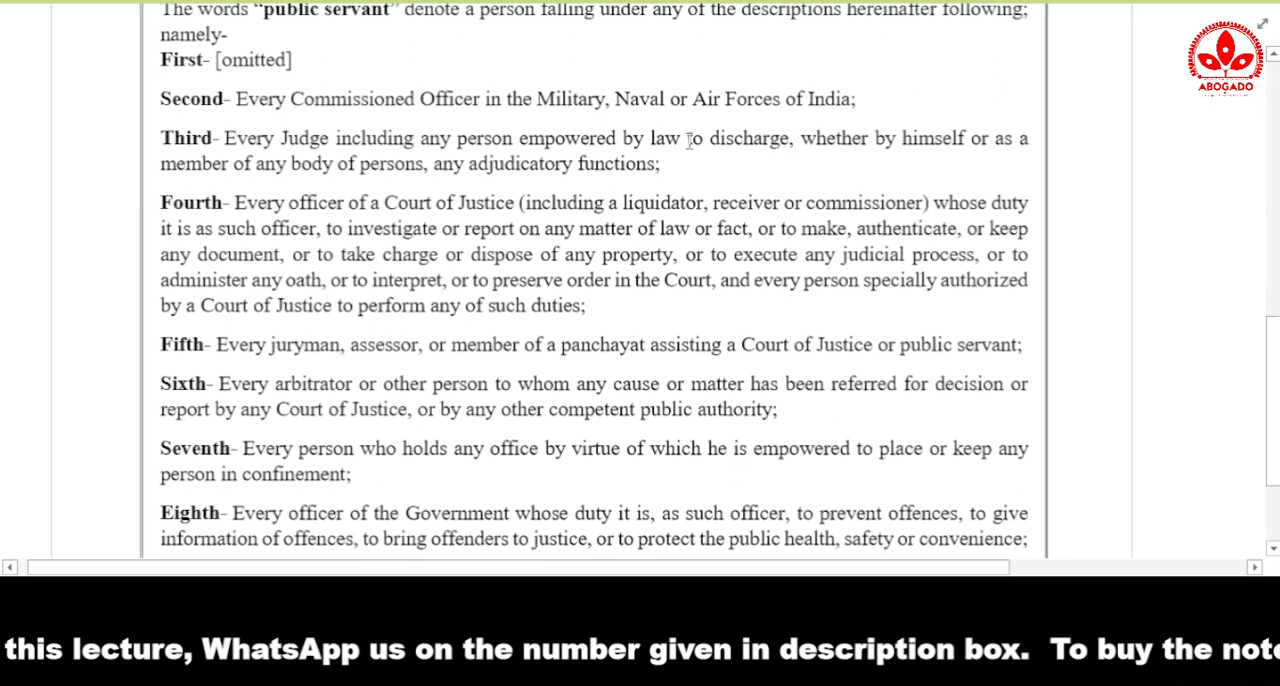 The words “public servant” denote a person falling under any of the descriptions hereinafter following;
namely-
First- [omitted]
Second- Every Commissioned Officer in the Military, Naval or Air Forces of India;
Third- Every Judge including any person empowered by law to discharge, whether by himself or as a
member of any body of persons, any adjudicatory functions;
Fourth- Every officer of a Court of Justice (including a liquidator, receiver or commissioner) whose duty
it is as such officer, to investigate or report on any matter of law or fact, or to make, authenticate, or keep
any document, or to take charge or dispose of any property, or to execute any judicial process, or to
administer any oath, or to interpret, or to preserve order in the Court, and every person specially authorized
by a Court of Justice to perform any of such duties;
Fifth- Every juryman, assessor, or member of a panchayat assisting a Court of Justice or public servant;
Sixth- Every arbitrator or other person to whom any cause or matter has been referred for decision or
report by any Court of Justice, or by any other competent public authority;
Seventh- Every person who holds any office by virtue of which he is empowered to place or keep any
person in confinement;
Eighth- Every officer of the Government whose duty it is, as such officer, to prevent offences, to give
information of offences, to bring offenders to justice, or to protect the public health, safety or convenience;
ABOGADO
this lecture, WhatsApp us on the number given in description box. To buy the note